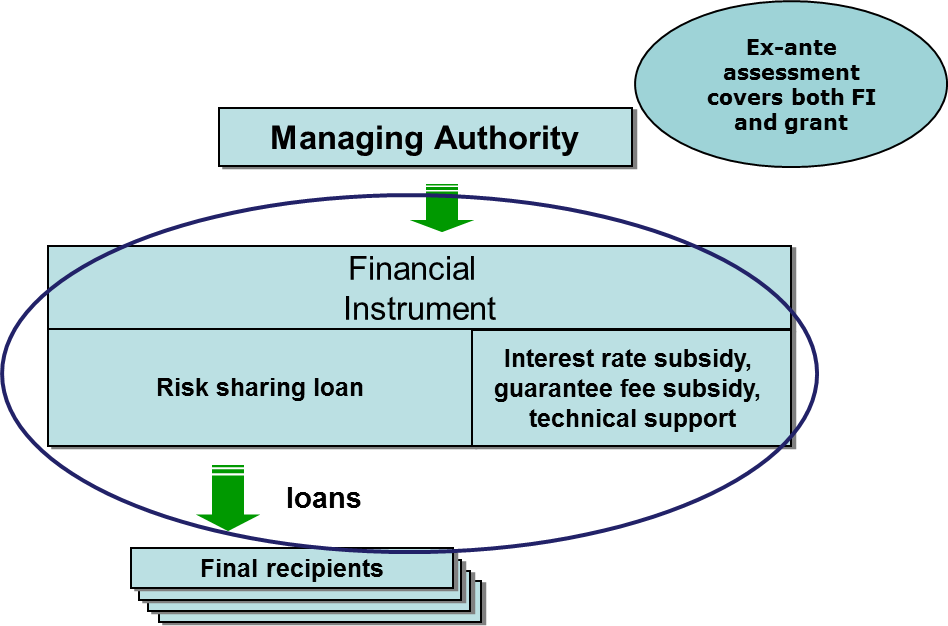 Ex-ante
assessment
covers both FI
and grant
Managing Authority
Financial
Instrument
Risk sharing loan
Interest rate subsidy,
guarantee fee subsidy,
technical support
loans
Final recipients